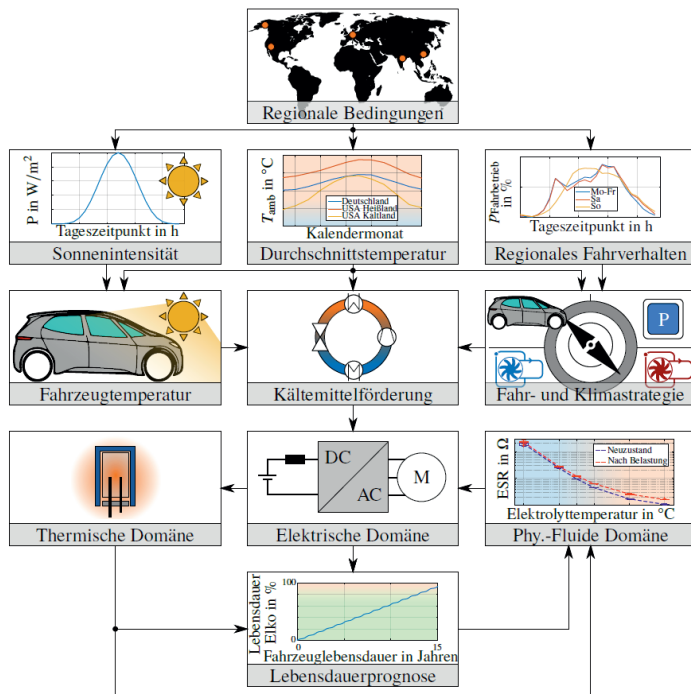 Regionale Bedingungen
P in W/m²
Tageszeitpunkt in h
Sonnenintensität
T_amb in °C
Deutschland
USA Heißland
USA Kaltland
Kalendermonat
Durchschnittstemperatur
P_Fahrbetrieb in %
Mo-Fr
Sa
So
Tageszeitpunkt in h
Regionales Fahrverhalten
Fahrzeugtemperatur
Kältemittelförderung
P
Fahr- und Klimastrategie
Thermische Domäne
DC
AC
M
Elektrische Domäne
ESR in Ω
Neuzustand
Nach Belastung
Elektrolyttemperatur in °C
Phy.-Fluide Domäne
Lebensdauer
Elko in %
100
0
0
15
Fahrzeuglebensdauer in Jahren
Lebensdauerprognose